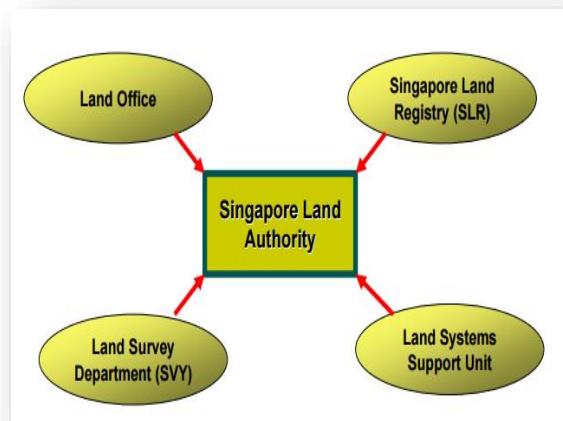 Land Office
Singapore Land
Registry (SLR)
Singapore Land
Authority
Land Survey
Department (SVY)
Land Systems
Support Unit